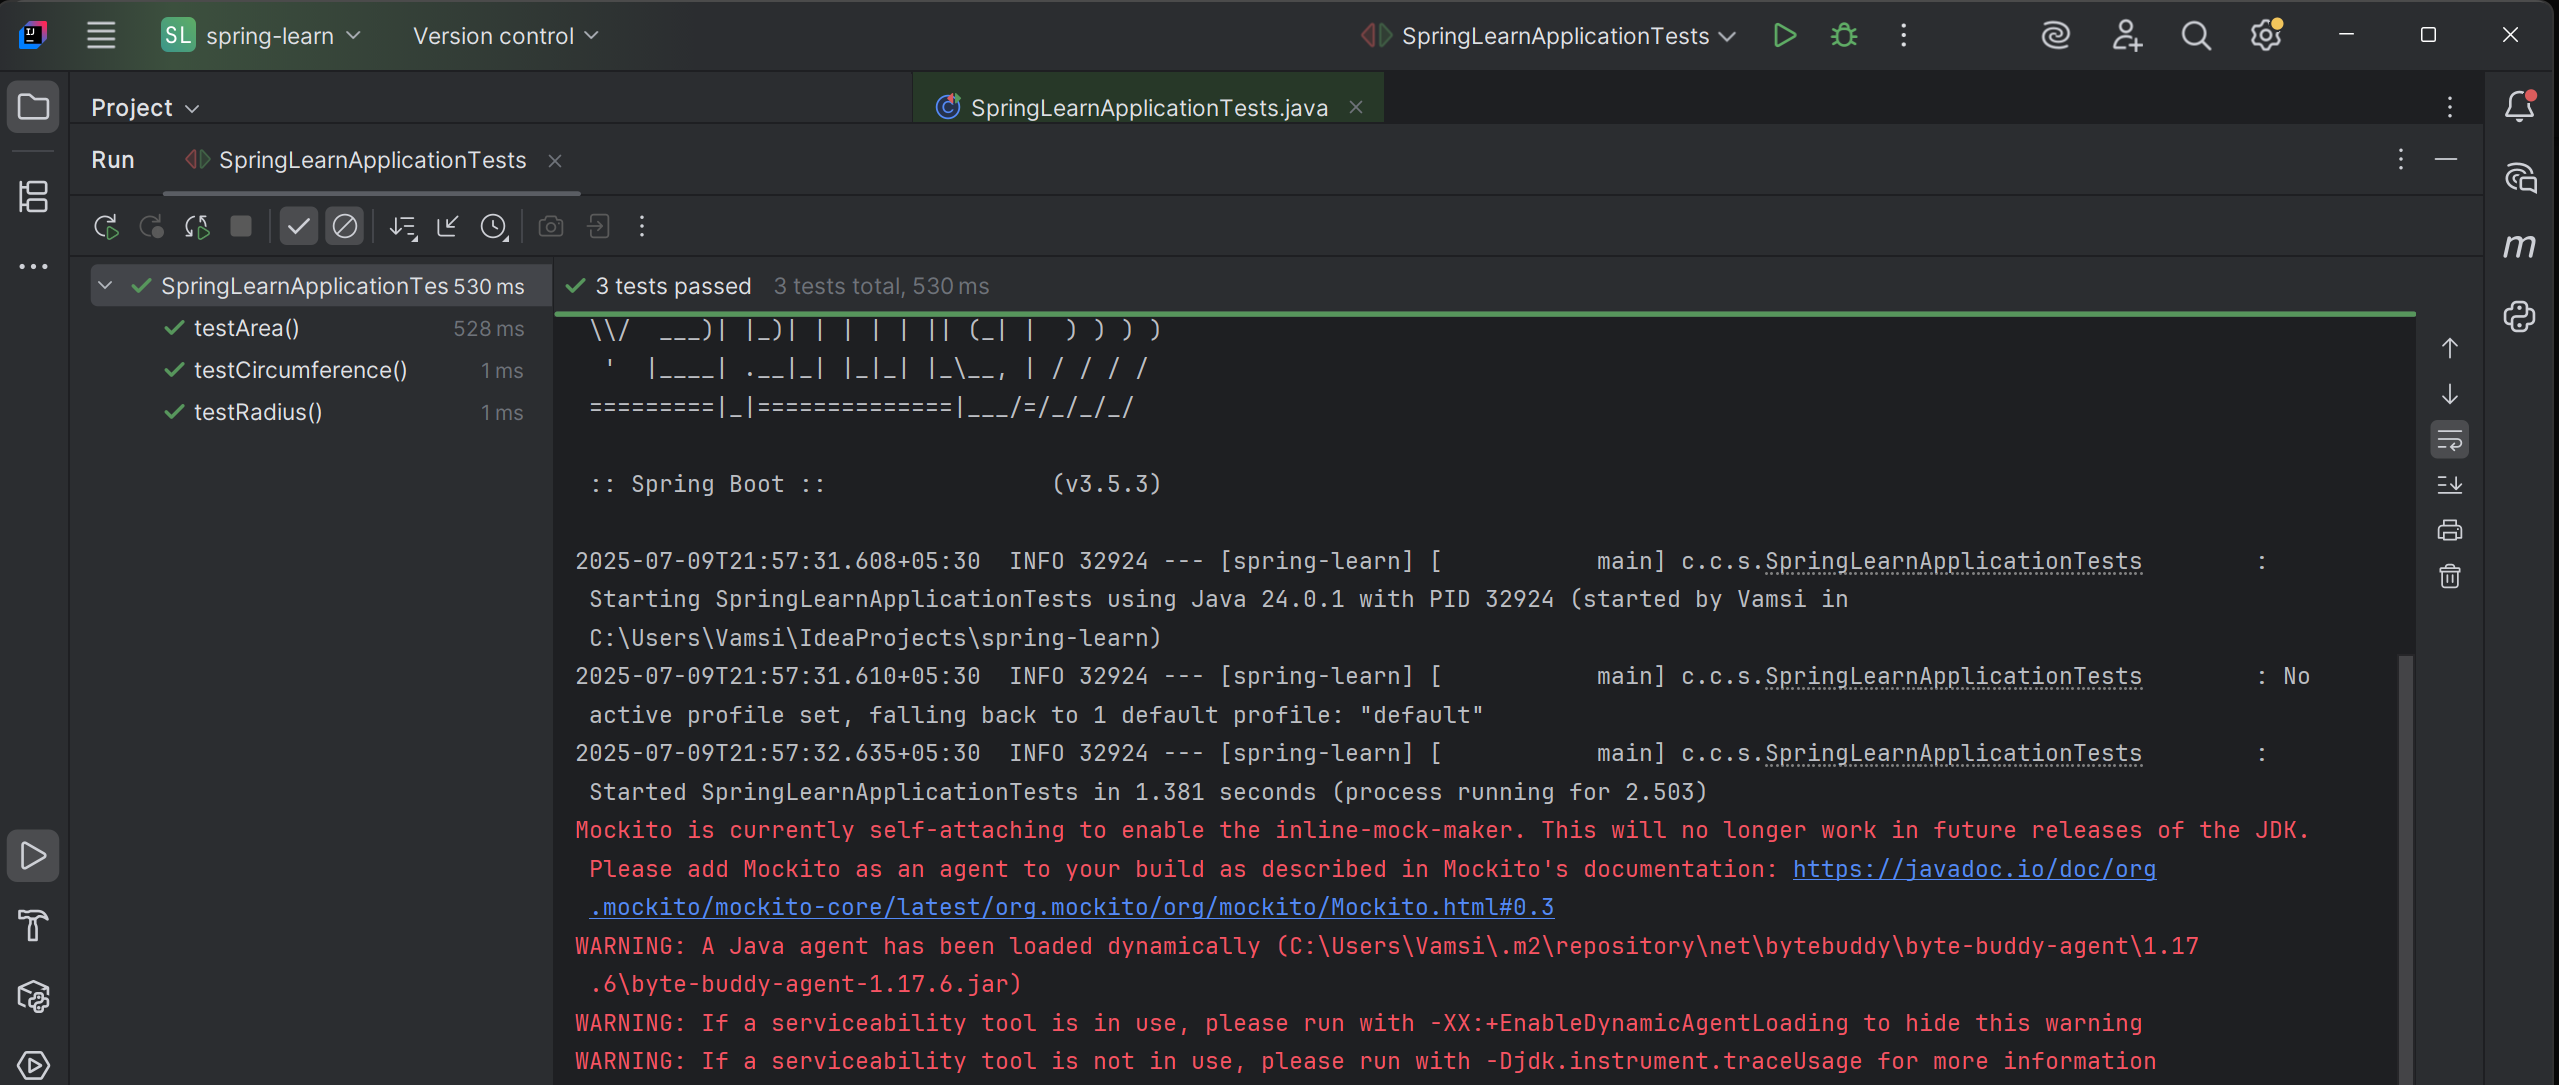 SL spring-learn Version control SpringLearnApplicationTests
Project SpringLearnApplicationTests.java
Run SpringLearnApplicationTests
SpringLearnApplicationTes 530 ms
testArea() 528 ms
testCircumference() 1 ms
testRadius() 1 ms
3 tests passed 3 tests total, 530 ms
\\/  ___)| |_)| | | | | || (_| |  ) ) ) )
 '  |____| .__|_| |_|_| |_\__, | / / / /
=========|_|==============|___/=/_/_/_/
:: Spring Boot ::                (v3.5.3)
2025-07-09T21:57:31.608+05:30  INFO 32924 --- [spring-learn] [           main] c.c.s.SpringLearnApplicationTests        :
Starting SpringLearnApplicationTests using Java 24.0.1 with PID 32924 (started by Vamsi in
C:\Users\Vamsi\IdeaProjects\spring-learn)
2025-07-09T21:57:31.610+05:30  INFO 32924 --- [spring-learn] [           main] c.c.s.SpringLearnApplicationTests        : No
active profile set, falling back to 1 default profile: "default"
2025-07-09T21:57:32.635+05:30  INFO 32924 --- [spring-learn] [           main] c.c.s.SpringLearnApplicationTests        :
Started SpringLearnApplicationTests in 1.381 seconds (process running for 2.503)
Mockito is currently self-attaching to enable the inline-mock-maker. This will no longer work in future releases of the JDK.
Please add Mockito as an agent to your build as described in Mockito's documentation: https://javadoc.io/doc/org
.mockito/mockito-core/latest/org.mockito/org/mockito/Mockito.html#0.3
WARNING: A Java agent has been loaded dynamically (C:\Users\Vamsi\.m2\repository\net\bytebuddy\byte-buddy-agent\1.17
.6\byte-buddy-agent-1.17.6.jar)
WARNING: If a serviceability tool is in use, please run with -XX:+EnableDynamicAgentLoading to hide this warning
WARNING: If a serviceability tool is not in use, please run with -Djdk.instrument.traceUsage for more information